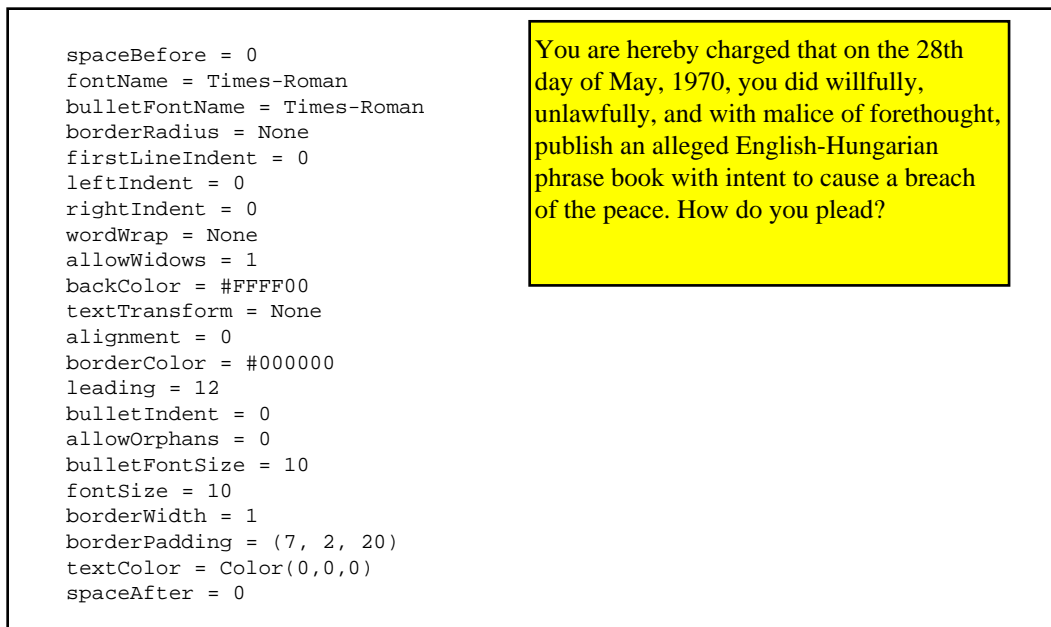 spaceBefore = 0
fontName = Times-Roman
bulletFontName = Times-Roman
borderRadius = None
firstLineIndent = 0
leftIndent = 0
rightIndent = 0
wordWrap = None
allowWidows = 1
backColor = #FFFF00
textTransform = None
alignment = 0
borderColor = #000000
leading = 12
bulletIndent = 0
allowOrphans = 0
bulletFontSize = 10
fontSize = 10
borderWidth = 1
borderPadding = (7, 2, 20)
textColor = Color(0,0,0)
spaceAfter = 0
You are hereby charged that on the 28th
day of May, 1970, you did willfully,
unlawfully, and with malice of forethought,
publish an alleged English-Hungarian
phrase book with intent to cause a breach
of the peace. How do you plead?